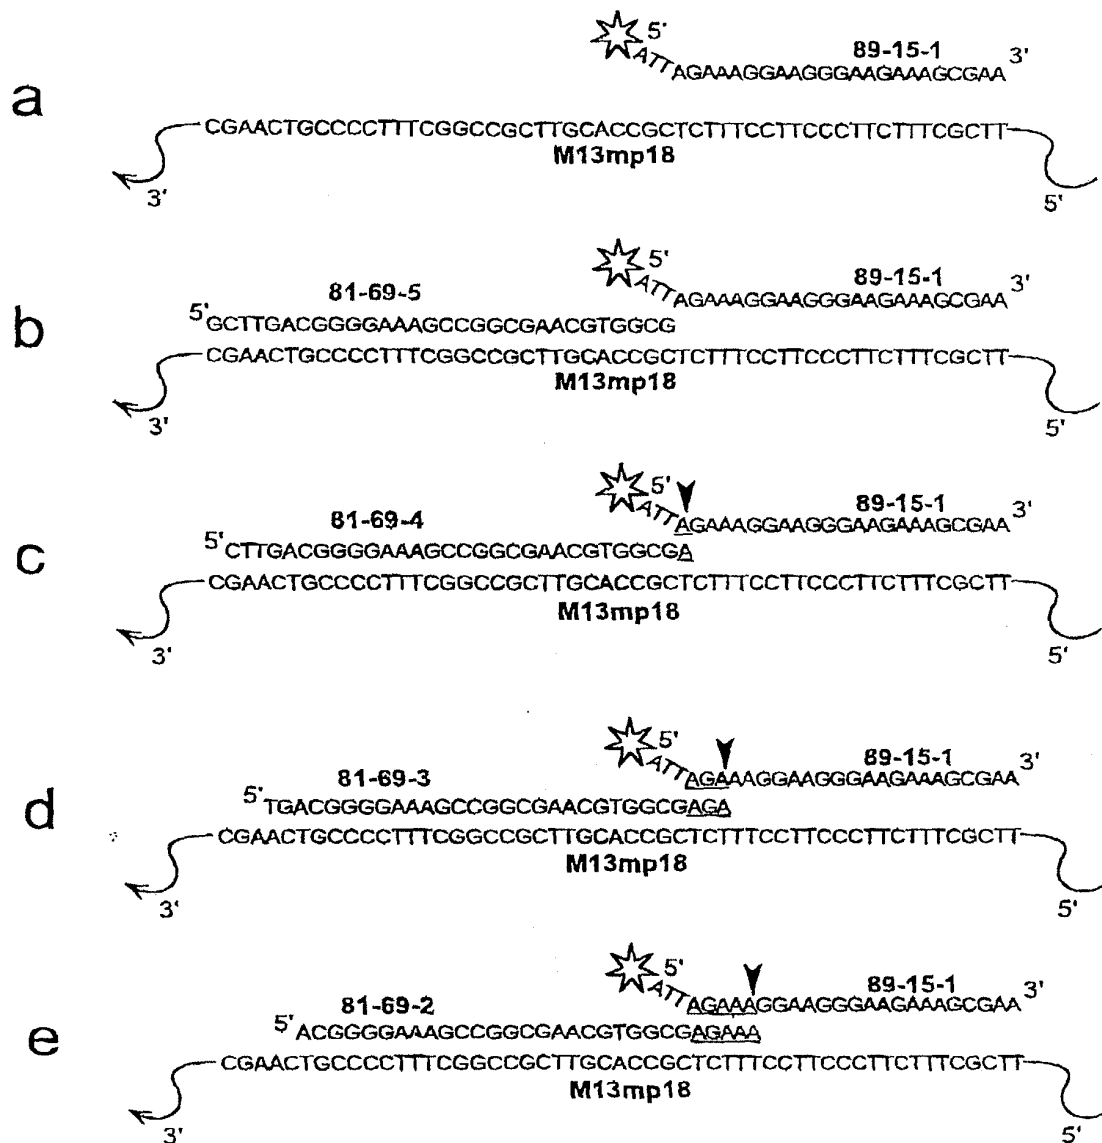 a
5'
89-15-1
3'
ATTAGAAAGGAAGGGAAGAAAGCGAA
CGAACTGCCCCTTTCGGCCGCTTGCACCGCTCTTTCCTTCCCTTCTTTCGCTT
M13mp18
3'
5'
b
5'
89-15-1
3'
ATTAGAAAGGAAGGGAAGAAAGCGAA
81-69-5
5'GCTTGACGGGGAAAGCCGGCGAACGTGGCG
CGAACTGCCCCTTTCGGCCGCTTGCACCGCTCTTTCCTTCCCTTCTTTCGCTT
M13mp18
3'
5'
c
5'
89-15-1
3'
ATTAGAAAGGAAGGGAAGAAAGCGAA
81-69-4
5'CTTGACGGGGAAAGCCGGCGAACGTGGCGA
CGAACTGCCCCTTTCGGCCGCTTGCACCGCTCTTTCCTTCCCTTCTTTCGCTT
M13mp18
3'
5'
d
5'
89-15-1
3'
ATTAGAAAGGAAGGGAAGAAAGCGAA
81-69-3
5'TGACGGGGAAAGCCGGCGAACGTGGCGAGA
CGAACTGCCCCTTTCGGCCGCTTGCACCGCTCTTTCCTTCCCTTCTTTCGCTT
M13mp18
3'
5'
e
5'
89-15-1
3'
ATTAGAAAGGAAGGGAAGAAAGCGAA
81-69-2
5'ACGGGGAAAGCCGGCGAACGTGGCGAGAAA
CGAACTGCCCCTTTCGGCCGCTTGCACCGCTCTTTCCTTCCCTTCTTTCGCTT
M13mp18
3'
5'